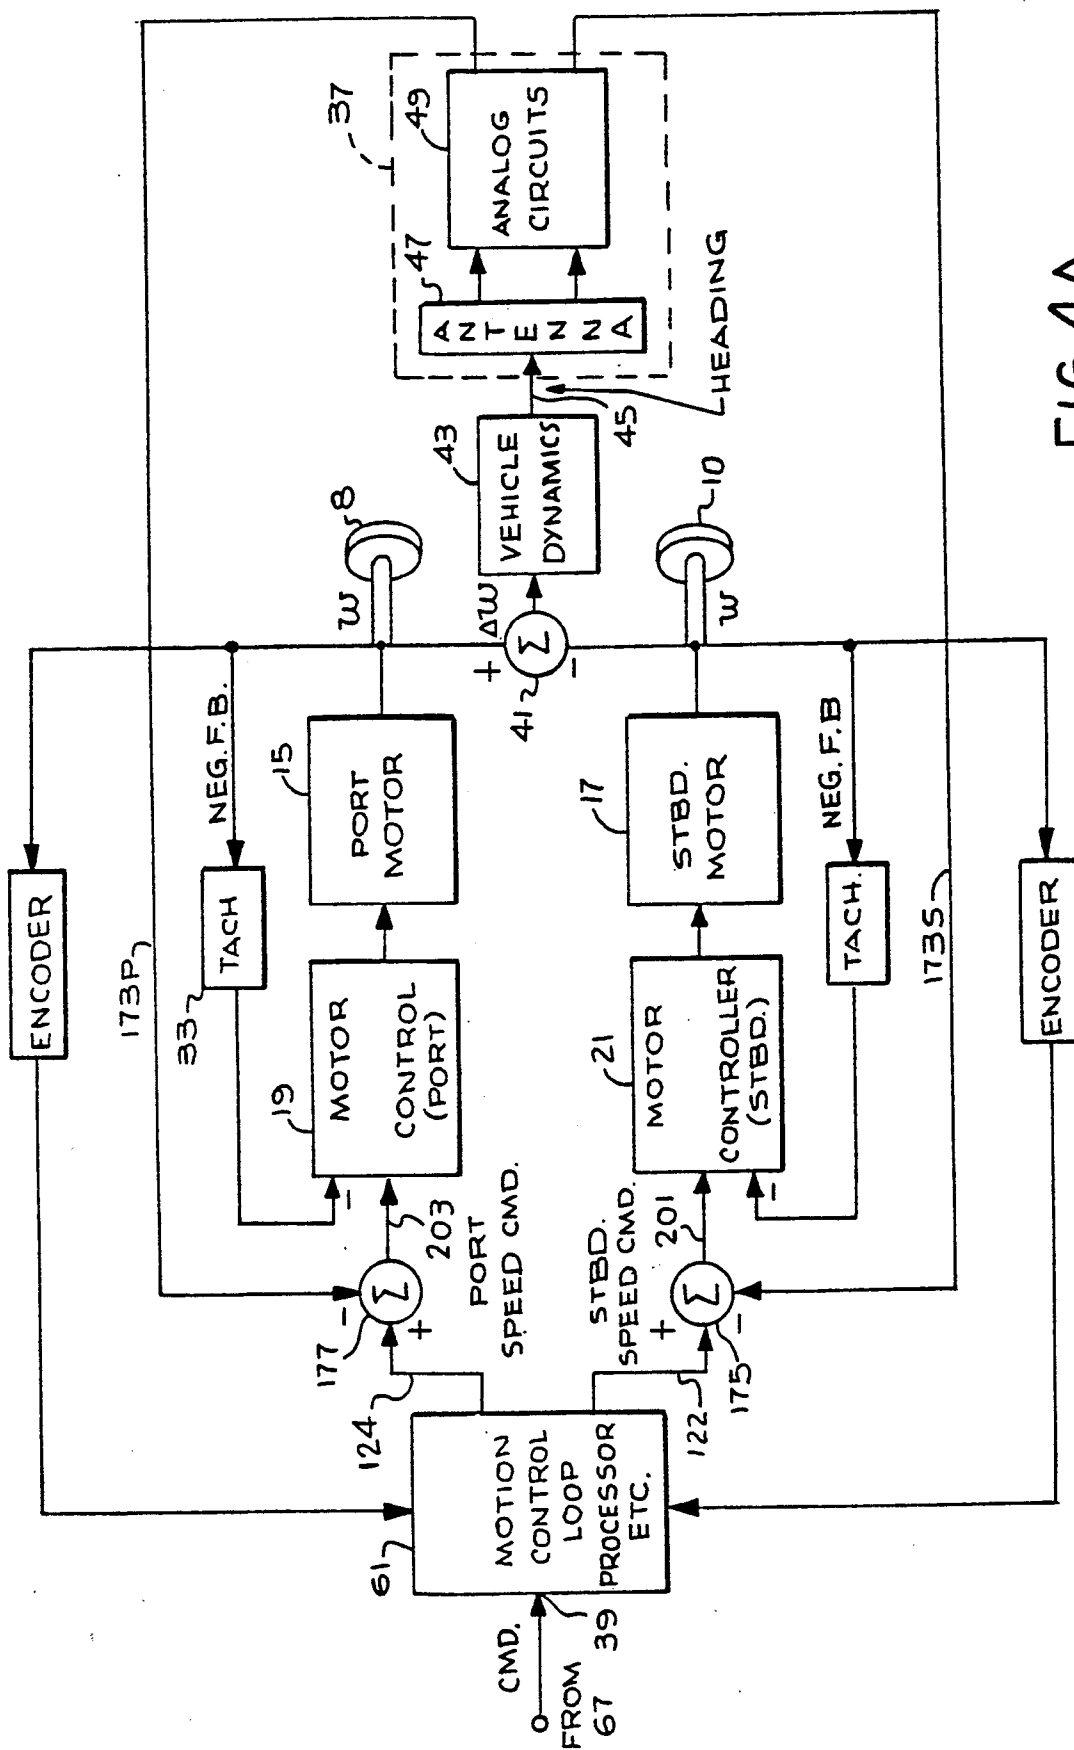 ENCODER
173P
33
TACH
NEG. F.B.
19
MOTOR
CONTROL
(PORT)
15
PORT
MOTOR
W
8
177
-
+
-
203
PORT
SPEED CMD.
124
CMD.
FROM
67
39
61
MOTION
CONTROL
LOOP
PROCESSOR
ETC.
122
STBD.
SPEED CMD.
+
-
175
201
-
21
MOTOR
CONTROLLER
(STBD.)
17
STBD.
MOTOR
W
10
41
Σ
+
-
ΔW
43
VEHICLE
DYNAMICS
45
HEADING
37
47
ANTENNA
49
ANALOG
CIRCUITS
Σ
Σ
TACH.
NEG. F.B
173S
ENCODER
FIG. 4A